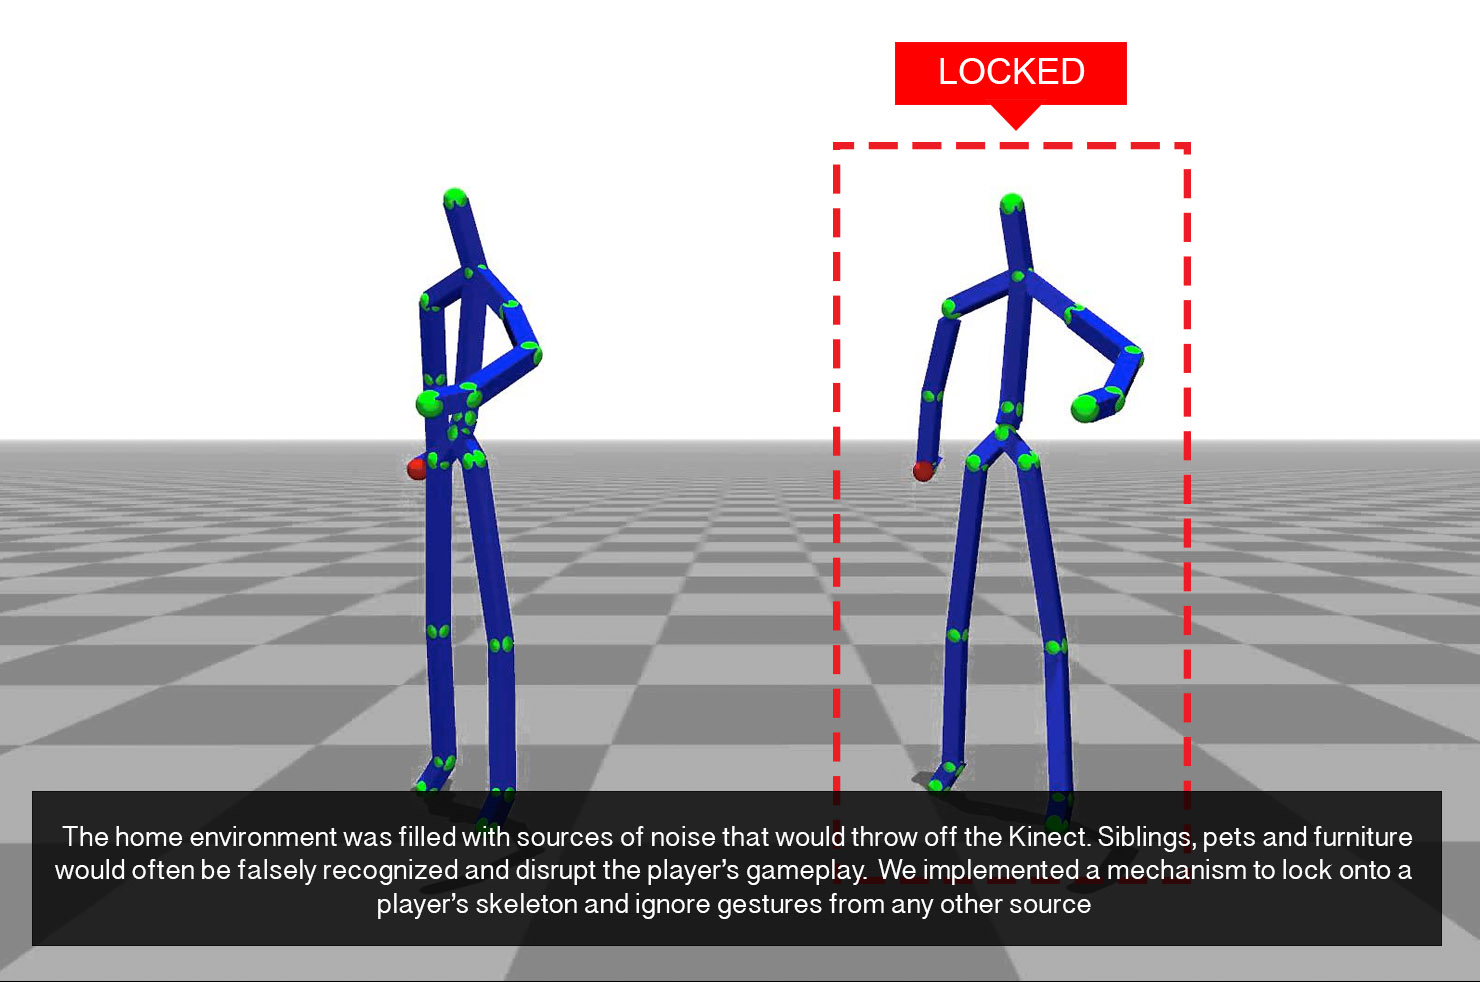 LOCKED
The home environment was filled with sources of noise that would throw off the Kinect. Siblings, pets and furniture
would often be falsely recognized and disrupt the player’s gameplay.  We implemented a mechanism to lock onto a
player’s skeleton and ignore gestures from any other source